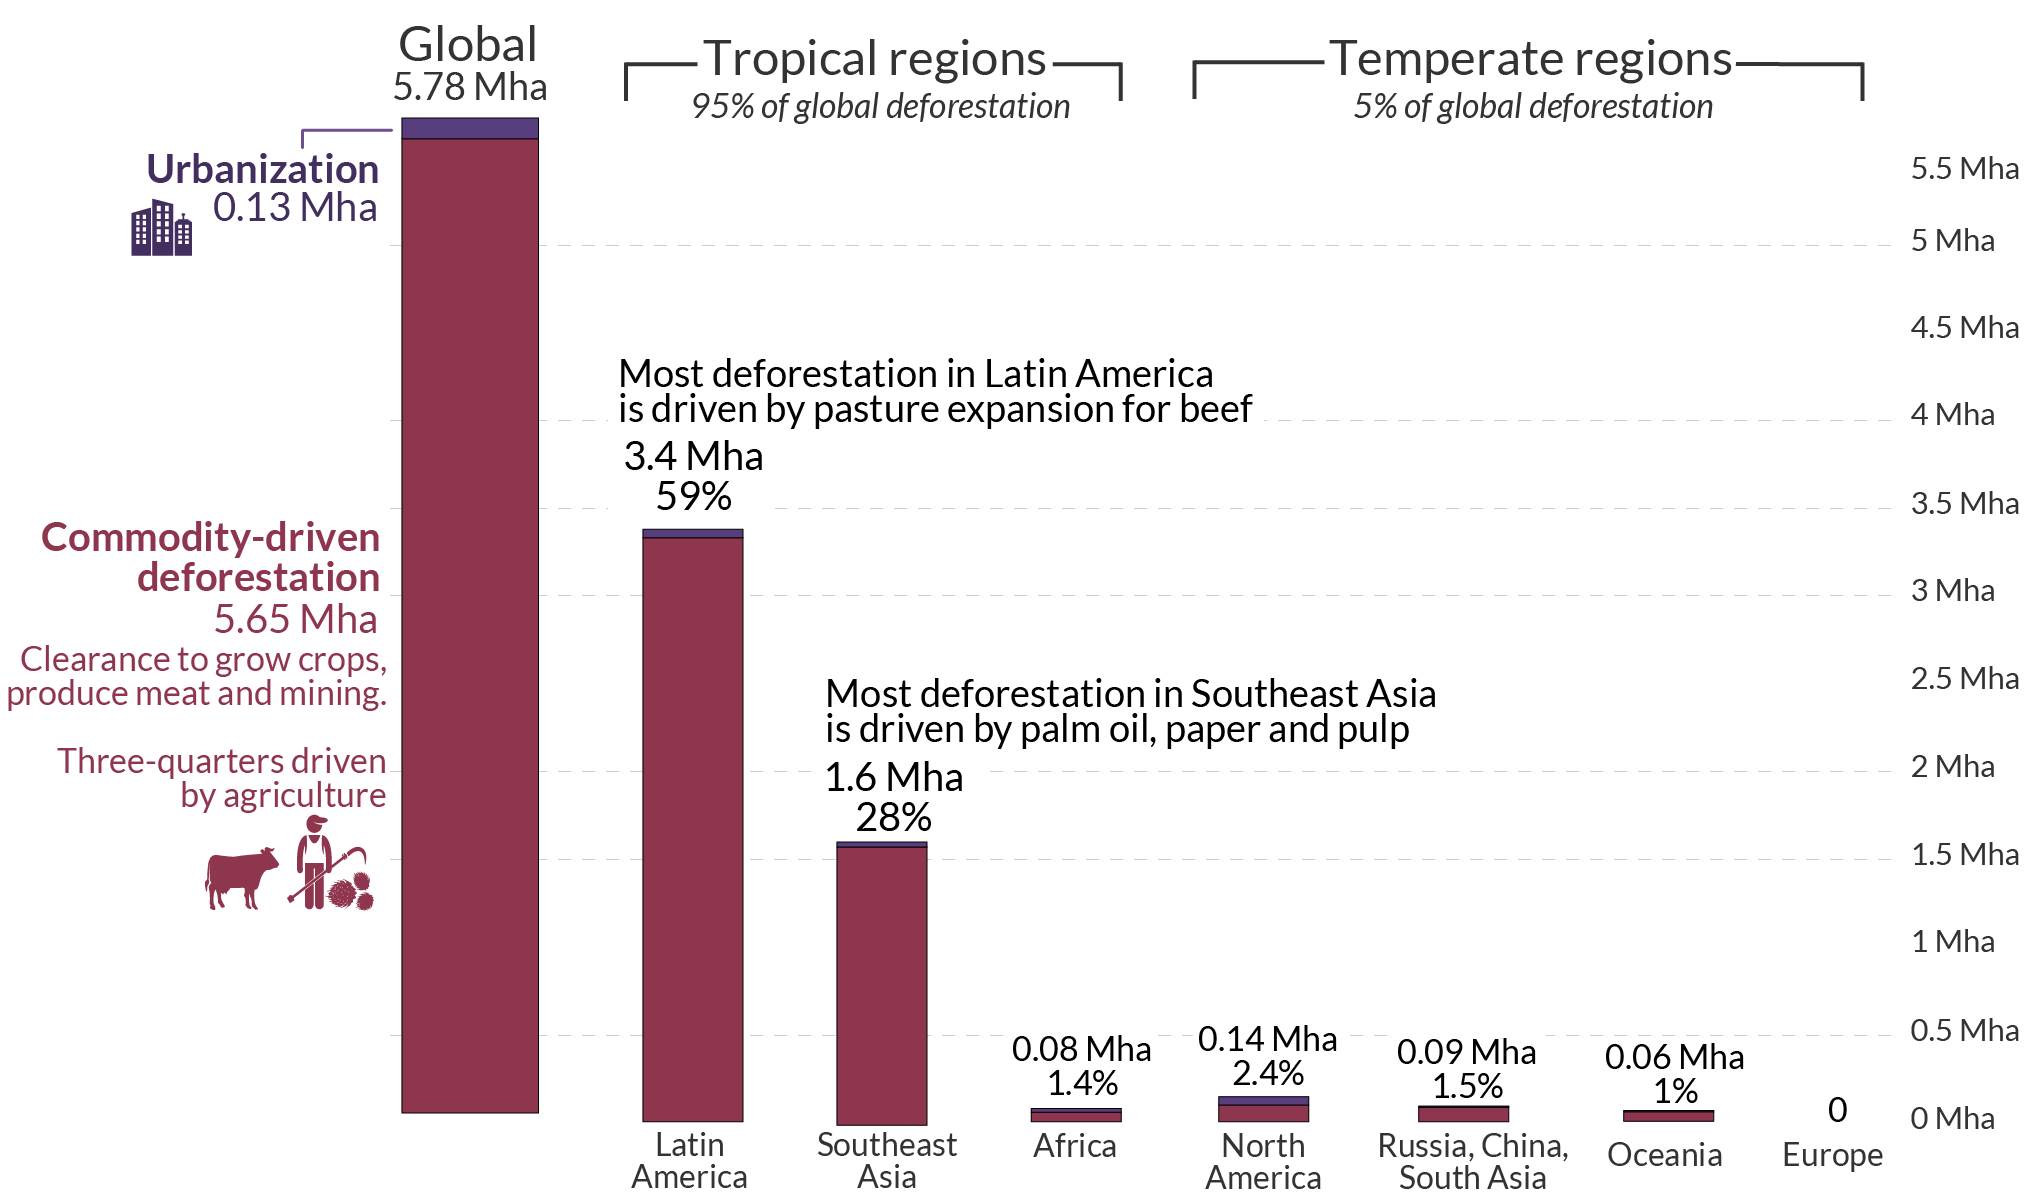 Global
5.78 Mha
Tropical regions
95% of global deforestation
Temperate regions
5% of global deforestation
Urbanization
0.13 Mha
Commodity-driven
deforestation
5.65 Mha
Clearance to grow crops,
produce meat and mining.
Three-quarters driven
by agriculture
Most deforestation in Latin America
is driven by pasture expansion for beef
3.4 Mha
59%
Most deforestation in Southeast Asia
is driven by palm oil, paper and pulp
1.6 Mha
28%
0.08 Mha
1.4%
0.14 Mha
2.4%
0.09 Mha
1.5%
0.06 Mha
1%
0
5.5 Mha
5 Mha
4.5 Mha
4 Mha
3.5 Mha
3 Mha
2.5 Mha
2 Mha
1.5 Mha
1 Mha
0.5 Mha
0 Mha
Latin
America
Southeast
Asia
Africa
North
America
Russia, China,
South Asia
Oceania
Europe